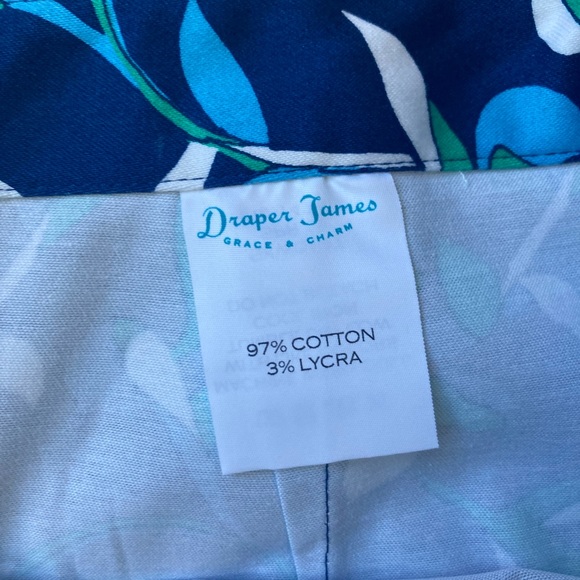 Draper James
GRACE & CHARM
97% COTTON
3% LYCRA